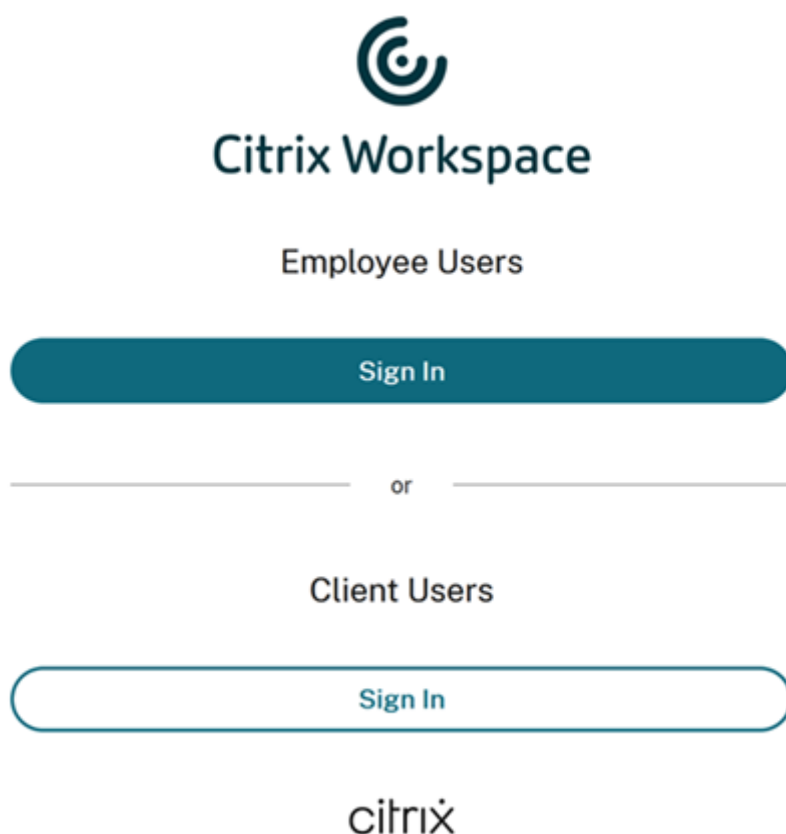 Citrix Workspace
Employee Users
Sign In
or
Client Users
Sign In
citrix